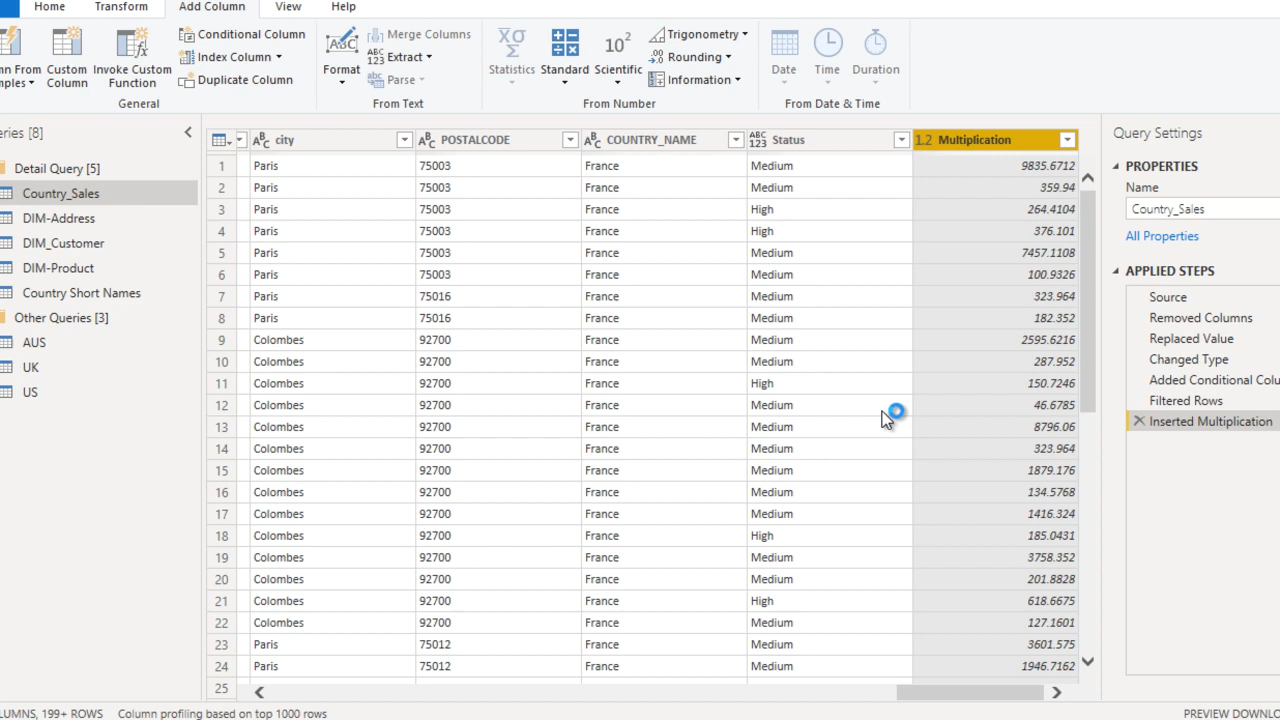 Home Transform Add Column View Help
Conditional Column Merge Columns Trigonometry
Index Column Extract Rounding
Duplicate Column Parse Information
From Custom Invoke Custom Format Statistics Standard Scientific Date Time Duration
Column Function
General From Text From Number From Date & Time
[8]
Detail Query [5]
Country_Sales
DIM-Address
DIM_Customer
DIM-Product
Country Short Names
Other Queries [3]
AUS
UK
US
city POSTALCODE COUNTRY_NAME Status 1.2 Multiplication
1 Paris 75003 France Medium 9835.6712
2 Paris 75003 France Medium 359.94
3 Paris 75003 France High 264.4104
4 Paris 75003 France High 376.101
5 Paris 75003 France Medium 7457.1108
6 Paris 75003 France Medium 100.9326
7 Paris 75016 France Medium 323.964
8 Paris 75016 France Medium 182.352
9 Colombes 92700 France Medium 2595.6216
10 Colombes 92700 France Medium 287.952
11 Colombes 92700 France High 150.7246
12 Colombes 92700 France Medium 46.6785
13 Colombes 92700 France Medium 8796.06
14 Colombes 92700 France Medium 323.964
15 Colombes 92700 France Medium 1879.176
16 Colombes 92700 France Medium 134.5768
17 Colombes 92700 France Medium 1416.324
18 Colombes 92700 France High 185.0431
19 Colombes 92700 France Medium 3758.352
20 Colombes 92700 France Medium 201.8828
21 Colombes 92700 France High 618.6675
22 Colombes 92700 France Medium 127.1601
23 Paris 75012 France Medium 3601.575
24 Paris 75012 France Medium 1946.7162
25
Query Settings
PROPERTIES
Name
Country_Sales
All Properties
APPLIED STEPS
Source
Removed Columns
Replaced Value
Changed Type
Added Conditional Colu
Filtered Rows
Inserted Multiplication
199+ ROWS Column profiling based on top 1000 rows PREVIEW DOWNLO